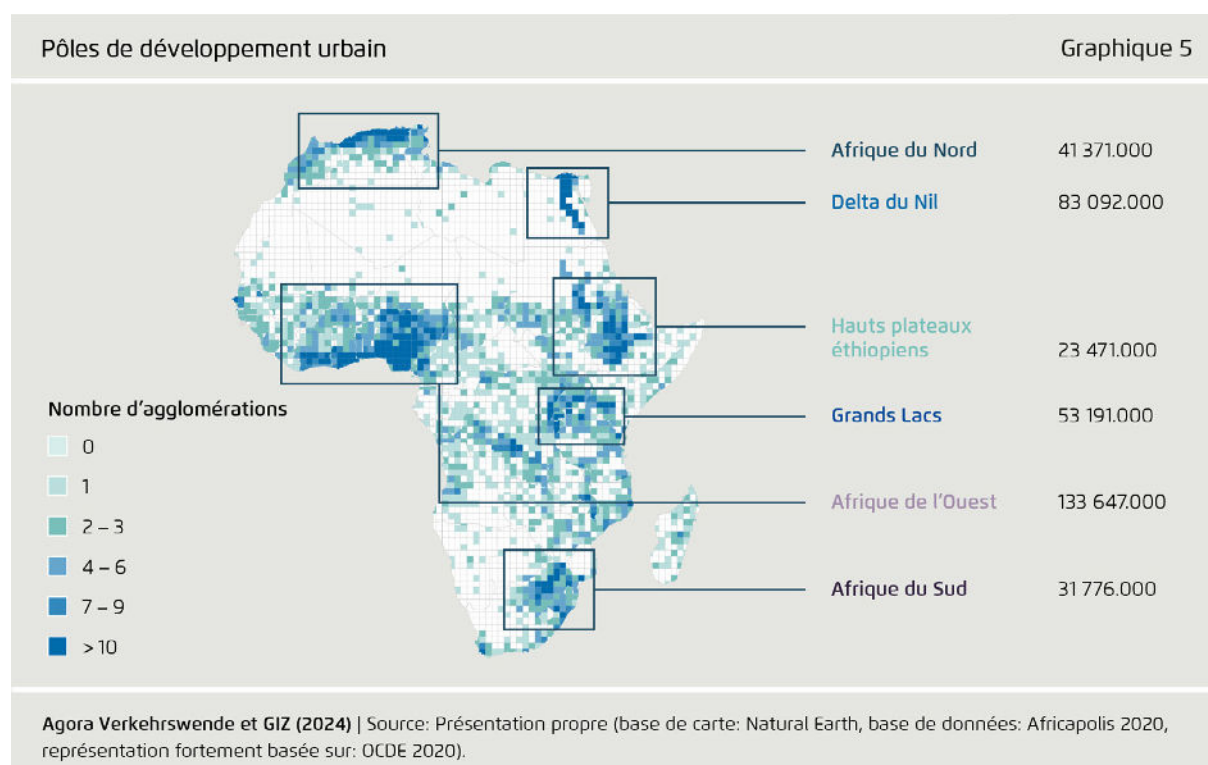 Pôles de développement urbain
Graphique 5
Afrique du Nord 41 371.000
Delta du Nil 83 092.000
Hauts plateaux
éthiopiens 23 471.000
Grands Lacs 53 191.000
Afrique de l'Ouest 133 647.000
Afrique du Sud 31 776.000
Nombre d'agglomérations
0
1
2 – 3
4 – 6
7 – 9
> 10
Agora Verkehrswende et GIZ (2024) | Source: Présentation propre (base de carte: Natural Earth, base de données: Africapolis 2020,
représentation fortement basée sur: OCDE 2020).